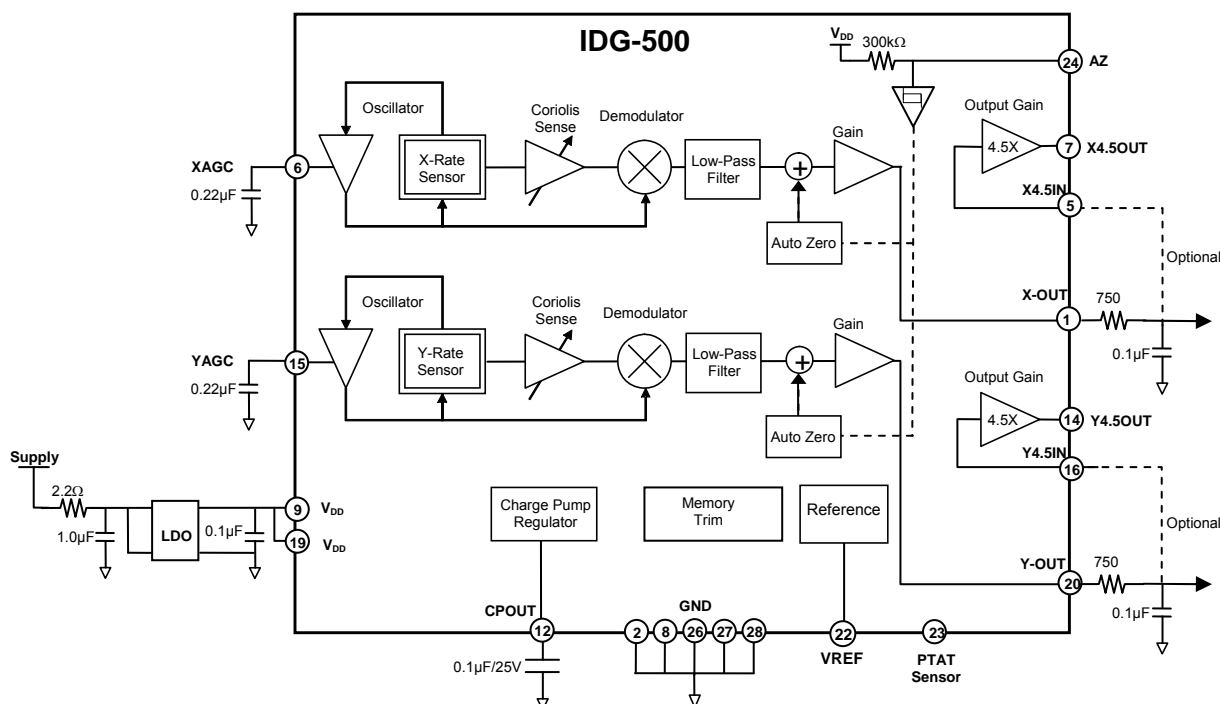 IDG-500
VDD
300kΩ
24
AZ
Oscillator
Coriolis
Sense
Demodulator
Gain
Output Gain
XAGC
6
0.22µF
X-Rate
Sensor
Low-Pass
Filter
+
4.5X
7
X4.5OUT
X4.5IN
5
Auto Zero
Optional
Oscillator
Coriolis
Sense
Demodulator
Gain
X-OUT
750
1
0.1µF
YAGC
15
0.22µF
Y-Rate
Sensor
Low-Pass
Filter
+
Output Gain
4.5X
14
Y4.5OUT
Auto Zero
Y4.5IN
16
Supply
2.2Ω
1.0µF
LDO
0.1µF
9
VDD
19
VDD
Charge Pump
Regulator
Memory
Trim
Reference
Optional
Y-OUT
750
20
0.1µF
CPOUT
12
0.1µF/25V
GND
2
8
26
27
28
22
VREF
23
PTAT
Sensor